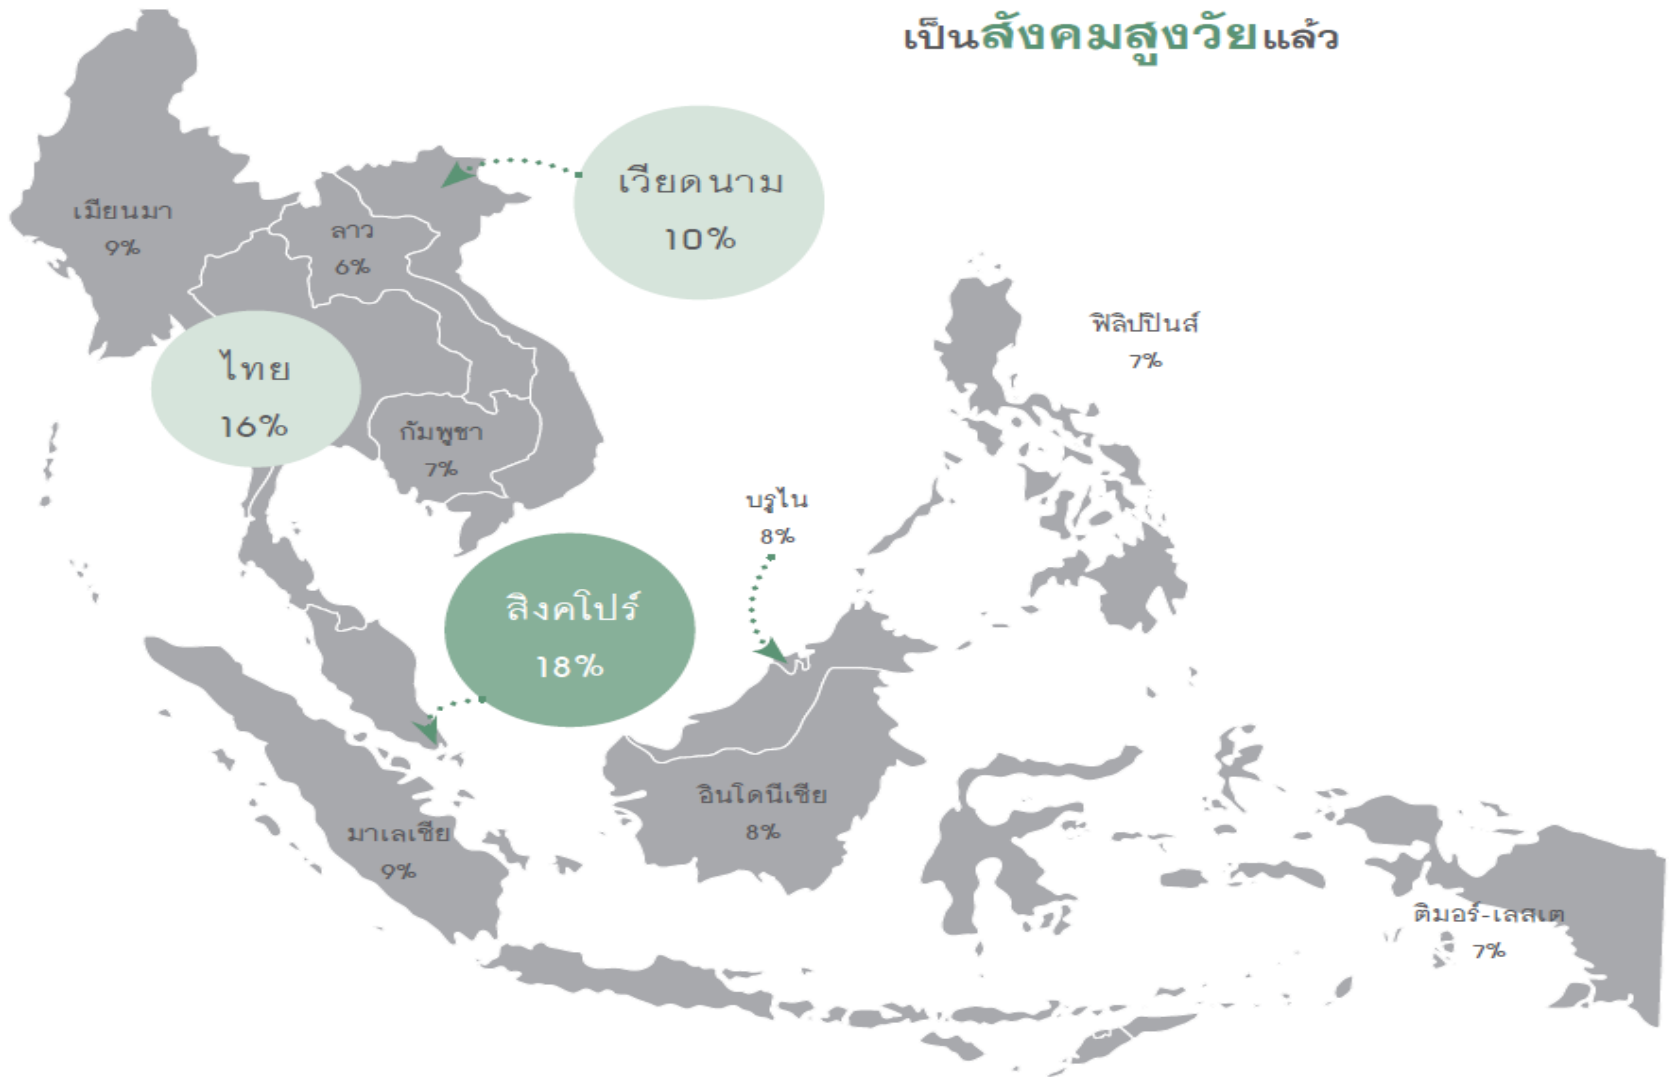 เป็นสังคมสูงวัยแล้ว
เวียดนาม
10%
เมียนมา
9%
ลาว
6%
ฟิลิปปินส์
7%
ไทย
16%
กัมพูชา
7%
บรูไน
8%
สิงคโปร์
18%
อินโดนีเซีย
8%
มาเลเซีย
9%
ติมอร์-เลสเต
7%